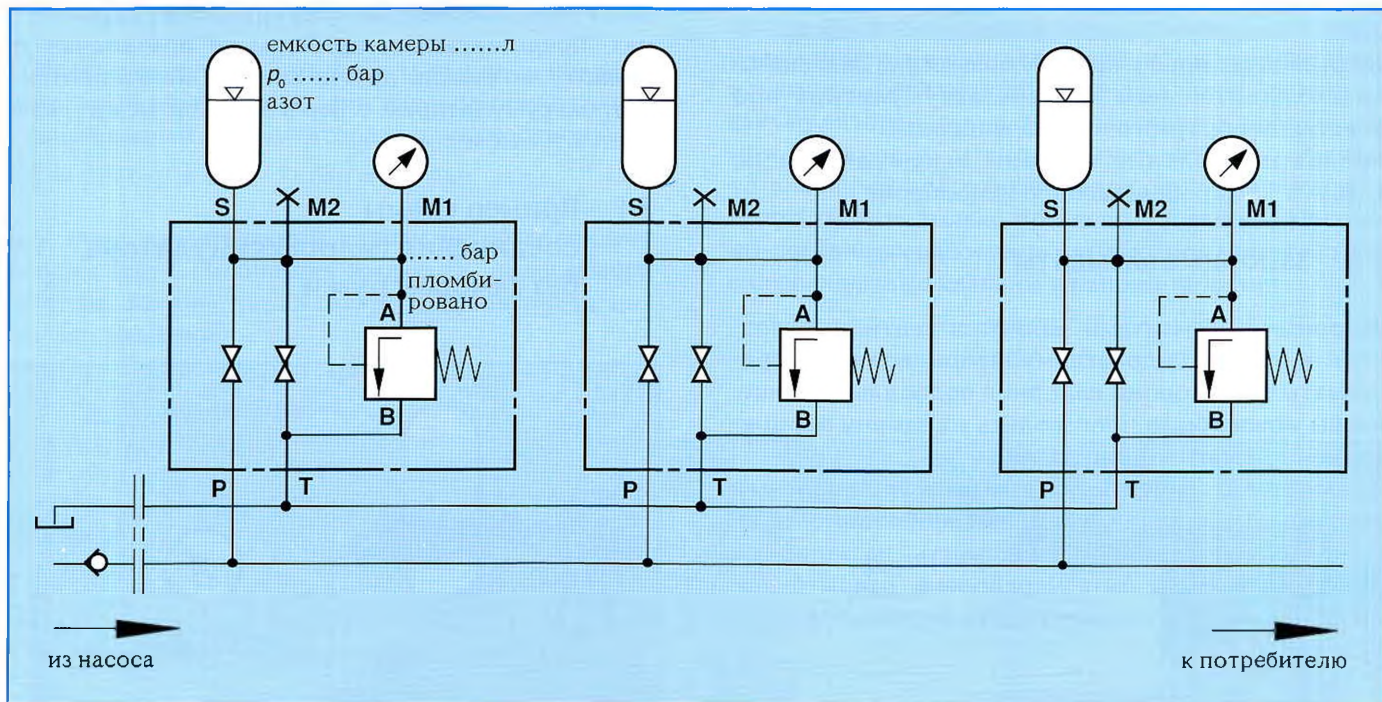 емкость камеры ......л
p₀ ...... бар
азот
S
M2
M1
S
M2
M1
S
M2
M1
...... бар
пломби-
ровано
A
A
A
B
B
B
P
T
P
T
P
T
из насоса
к потребителю